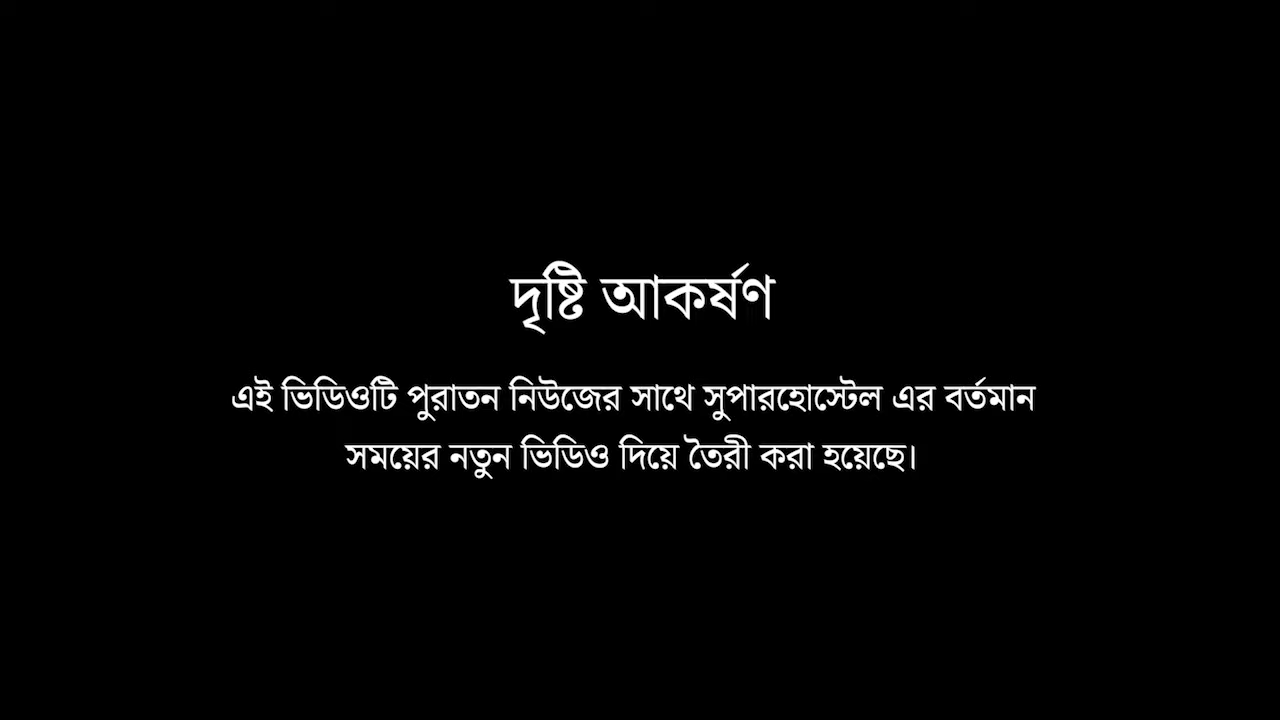 দৃষ্টি আকর্ষণ
এই ভিডিওটি পুরাতন নিউজের সাথে সুপারহোস্টেল এর বর্তমান
সময়ের নতুন ভিডিও দিয়ে তৈরী করা হয়েছে।